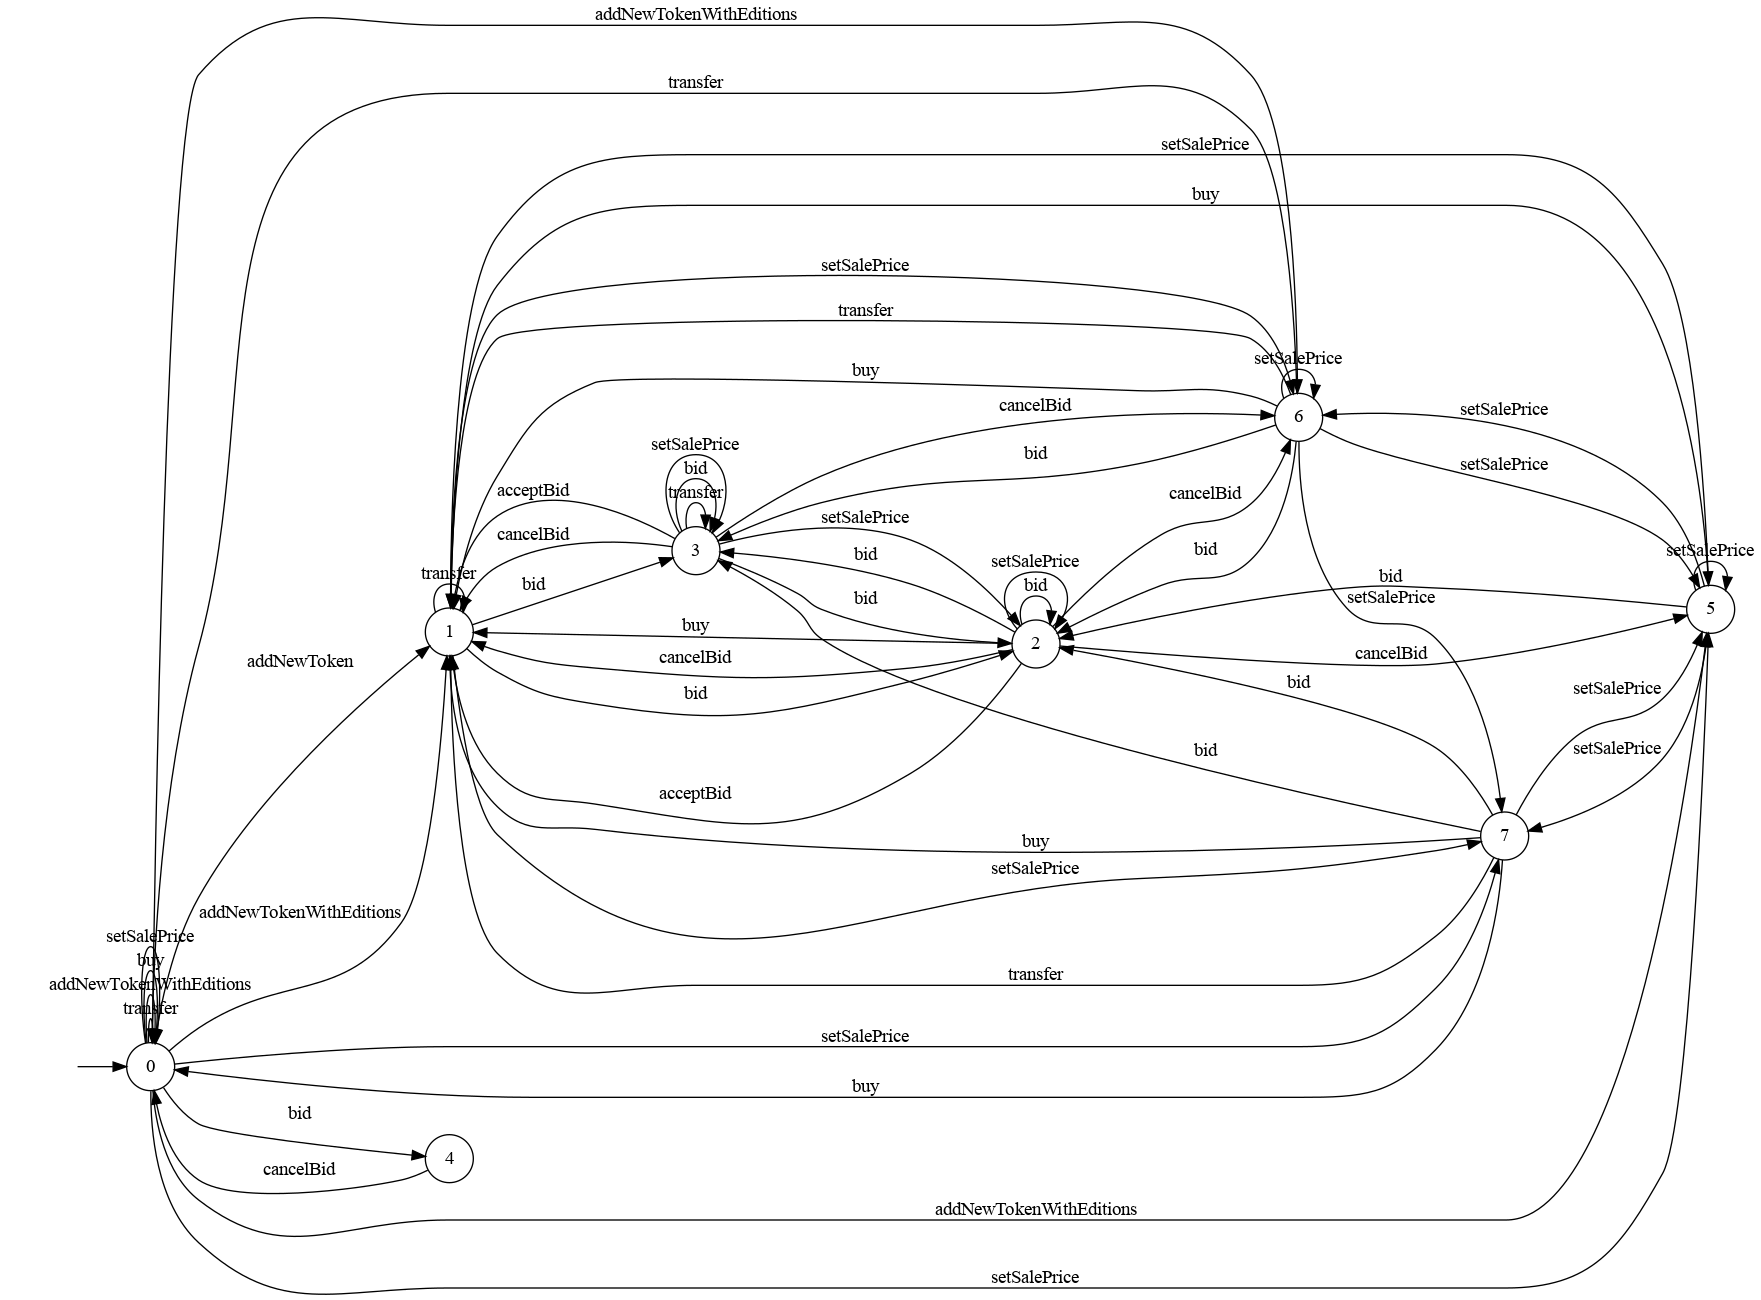 addNewTokenWithEditions
transfer
setSalePrice
buy
setSalePrice
transfer
setSalePrice
buy
cancelBid
setSalePrice
setSalePrice
bid
setSalePrice
6
bid
transfer
acceptBid
cancelBid
setSalePrice
cancelBid
bid
bid
3
setSalePrice
setSalePrice
transfer
bid
bid
bid
bid
setSalePrice
5
1
buy
2
cancelBid
cancelBid
addNewToken
bid
bid
setSalePrice
bid
setSalePrice
acceptBid
buy
7
setSalePrice
addNewTokenWithEditions
setSalePrice
buy
transfer
addNewTokenWithEditions
transfer
setSalePrice
0
buy
bid
4
cancelBid
addNewTokenWithEditions
setSalePrice